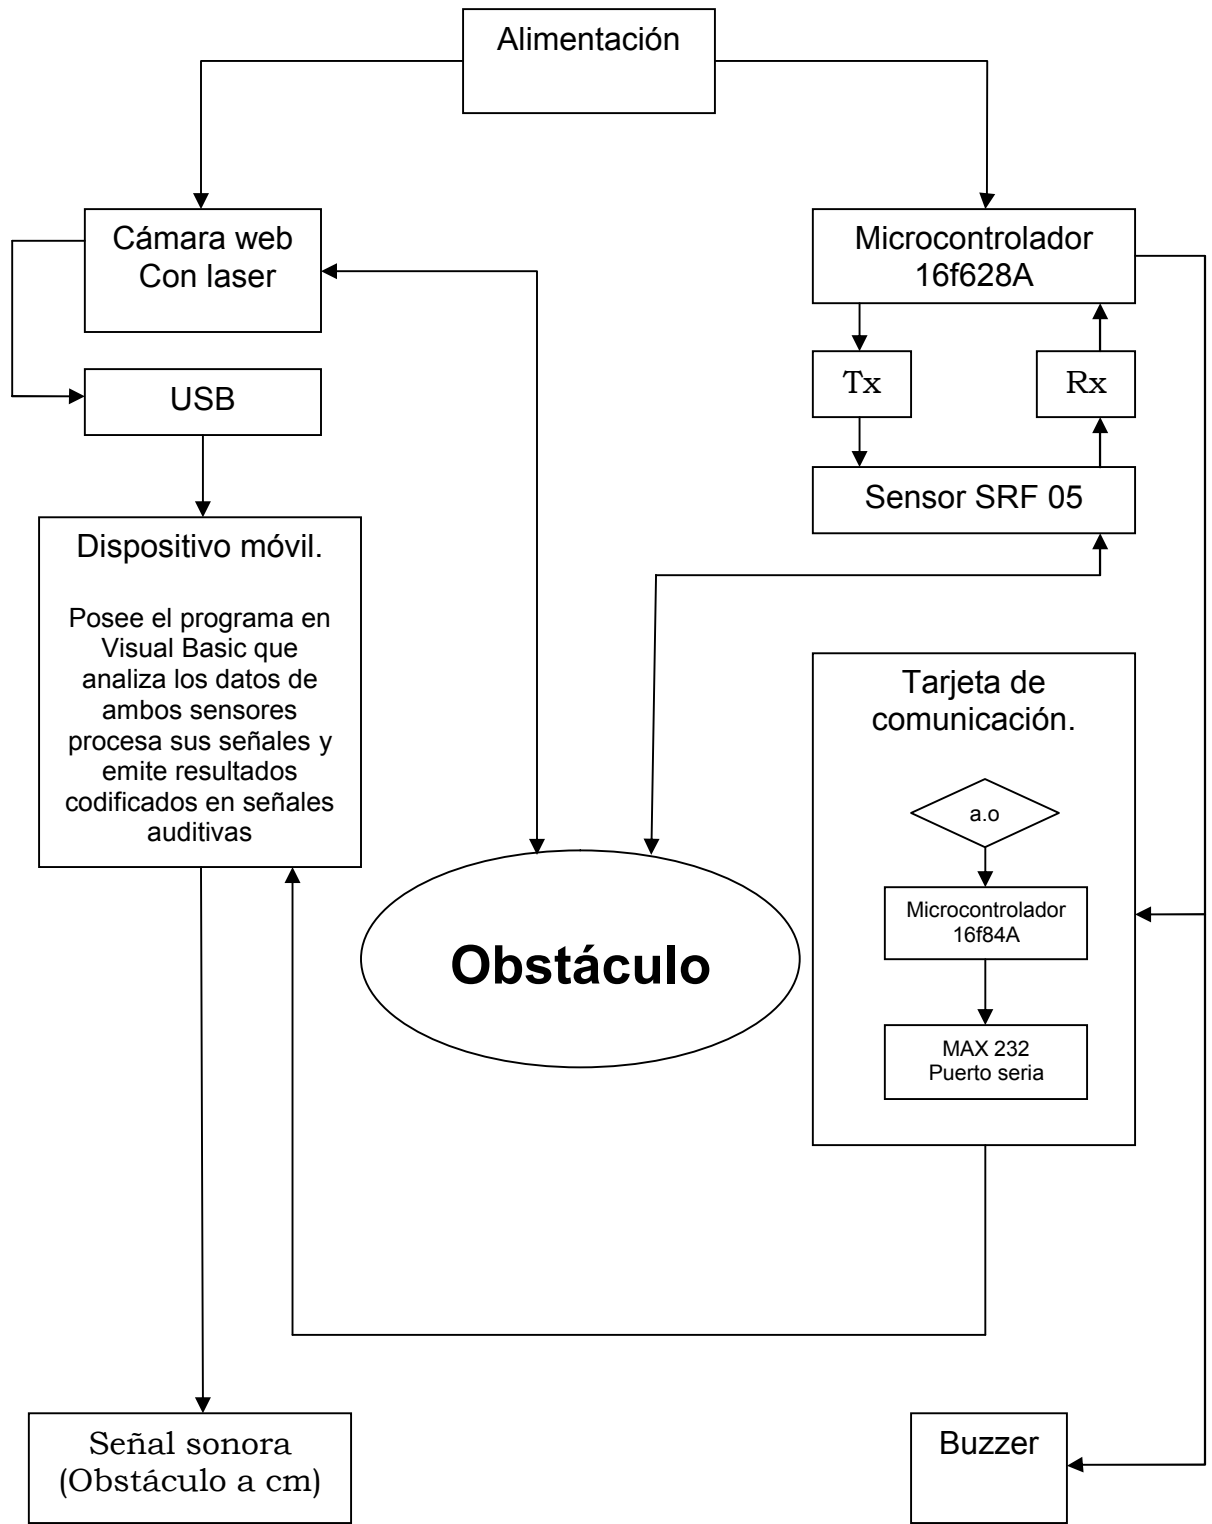 Alimentación
Cámara web
Con laser
Microcontrolador
16f628A
USB
Tx
Rx
Sensor SRF 05
Dispositivo móvil.
Posee el programa en
Visual Basic que
analiza los datos de
ambos sensores
procesa sus señales y
emite resultados
codificados en señales
auditivas
Tarjeta de
comunicación.
a.o
Microcontrolador
16f84A
MAX 232
Puerto seria
Obstáculo
Señal sonora
(Obstáculo a cm)
Buzzer